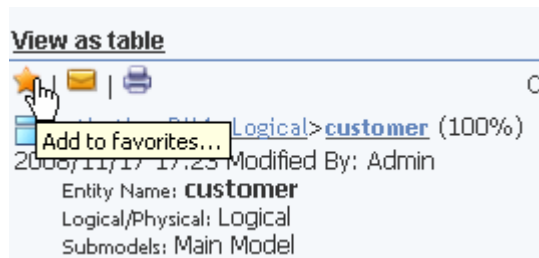 View as table
| |
Logical>customer (100%)
Add to favorites...
2008/11/17 17:23 Modified By: Admin
Entity Name: customer
Logical/Physical: Logical
Submodels: Main Model